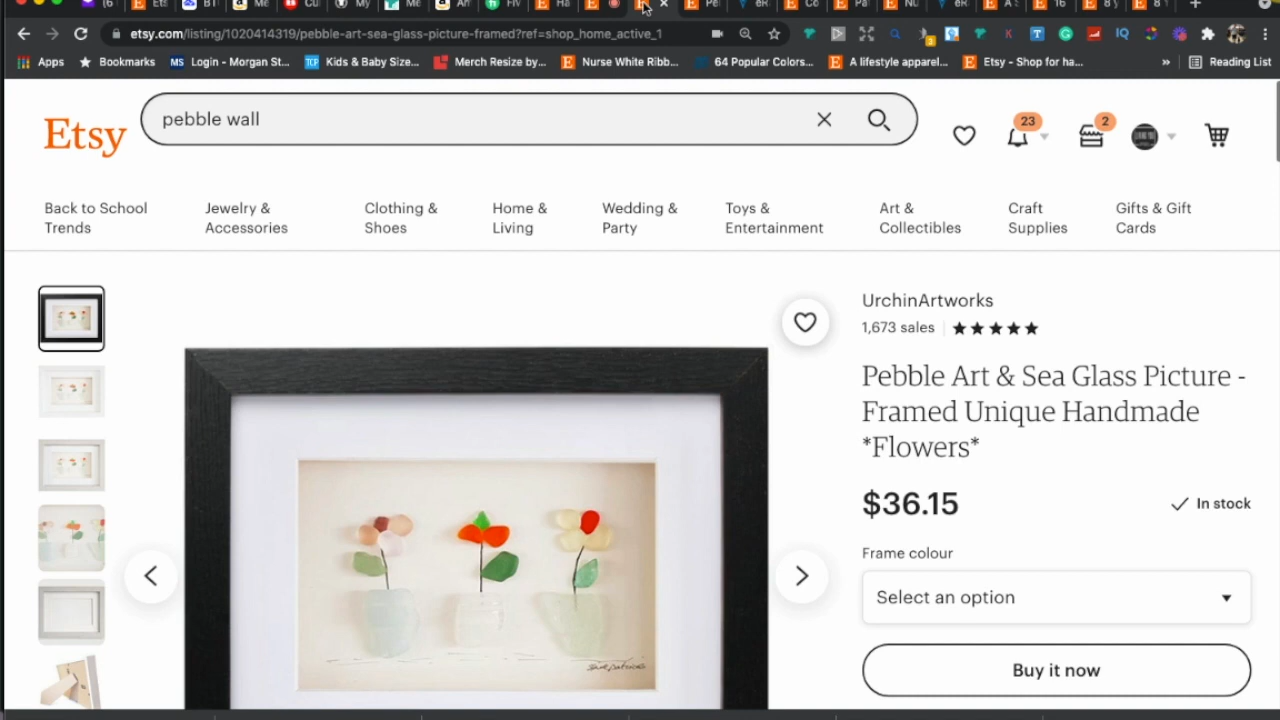 etsy.com/listing/1020414319/pebble-art-sea-glass-picture-framed?ref=shop_home_active_1
Apps Bookmarks Login - Morgan St... Kids & Baby Size... Merch Resize by... Nurse White Ribb... 64 Popular Colors... A lifestyle apparel... Etsy - Shop for ha... » Reading List
Etsy
pebble wall
23
2
Back to School Trends
Jewelry & Accessories
Clothing & Shoes
Home & Living
Wedding & Party
Toys & Entertainment
Art & Collectibles
Craft Supplies
Gifts & Gift Cards
UrchinArtworks
1,673 sales
Pebble Art & Sea Glass Picture -
Framed Unique Handmade
*Flowers*
$36.15
In stock
Frame colour
Select an option
Buy it now